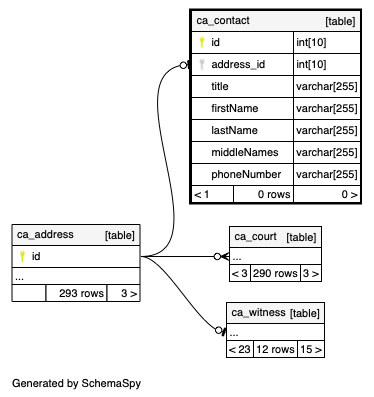 ca_contact [table]
id int[10]
address_id int[10]
title varchar[255]
firstName varchar[255]
lastName varchar[255]
middleNames varchar[255]
phoneNumber varchar[255]
< 1 0 rows 0 >
ca_address [table]
id
...
293 rows 3 >
ca_court [table]
...
< 3 290 rows 3 >
ca_witness [table]
...
< 23 12 rows 15 >
Generated by SchemaSpy